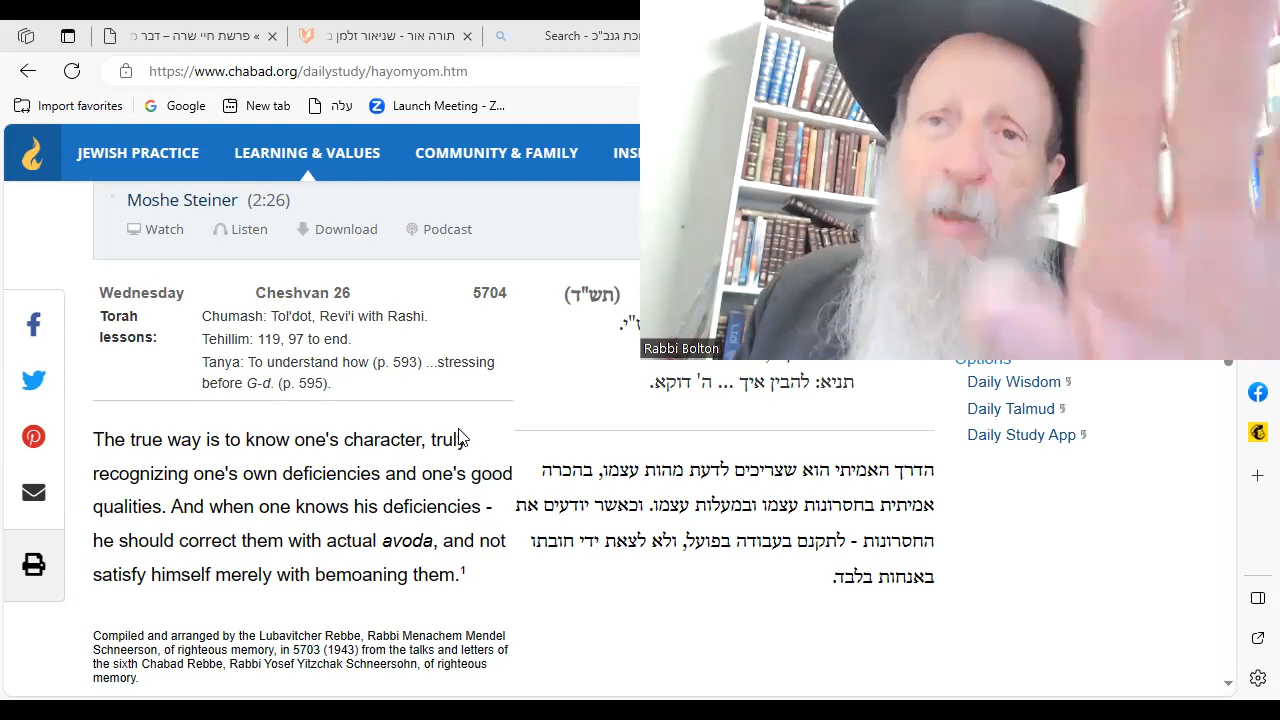 » פרשת חיי שרה – דבר מ
תורה אור - שניאור זלמן ב
Search - וכת גנב"כ
https://www.chabad.org/dailystudy/hayomyom.htm
Import favorites
Google
New tab
עלה
Launch Meeting - Z...
JEWISH PRACTICE
LEARNING & VALUES
COMMUNITY & FAMILY
INS
Moshe Steiner (2:26)
Watch
Listen
Download
Podcast
Wednesday Cheshvan 26 5704
Torah lessons:
Chumash: Tol'dot, Revi'i with Rashi.
Tehillim: 119, 97 to end.
Tanya: To understand how (p. 593) ...stressing
before G-d. (p. 595).
The true way is to know one's character, truly
recognizing one's own deficiencies and one's good
qualities. And when one knows his deficiencies -
he should correct them with actual avoda, and not
satisfy himself merely with bemoaning them.¹
Compiled and arranged by the Lubavitcher Rebbe, Rabbi Menachem Mendel
Schneerson, of righteous memory, in 5703 (1943) from the talks and letters of
the sixth Chabad Rebbe, Rabbi Yosef Yitzchak Schneersohn, of righteous
memory.
(תש"ד)
ש"י.
תניא: להבין איך ... ה' דוקא.
הדרך האמיתי הוא שצריכים לדעת מהות עצמו, בהכרה
אמיתית בחסרונות עצמו ובמעלות עצמו. וכאשר יודעים את
החסרונות - לתקנם בעבודה בפועל, ולא לצאת ידי חובתו
באנחות בלבד.
Rabbi Bolton
Options
Daily Wisdom
Daily Talmud
Daily Study App